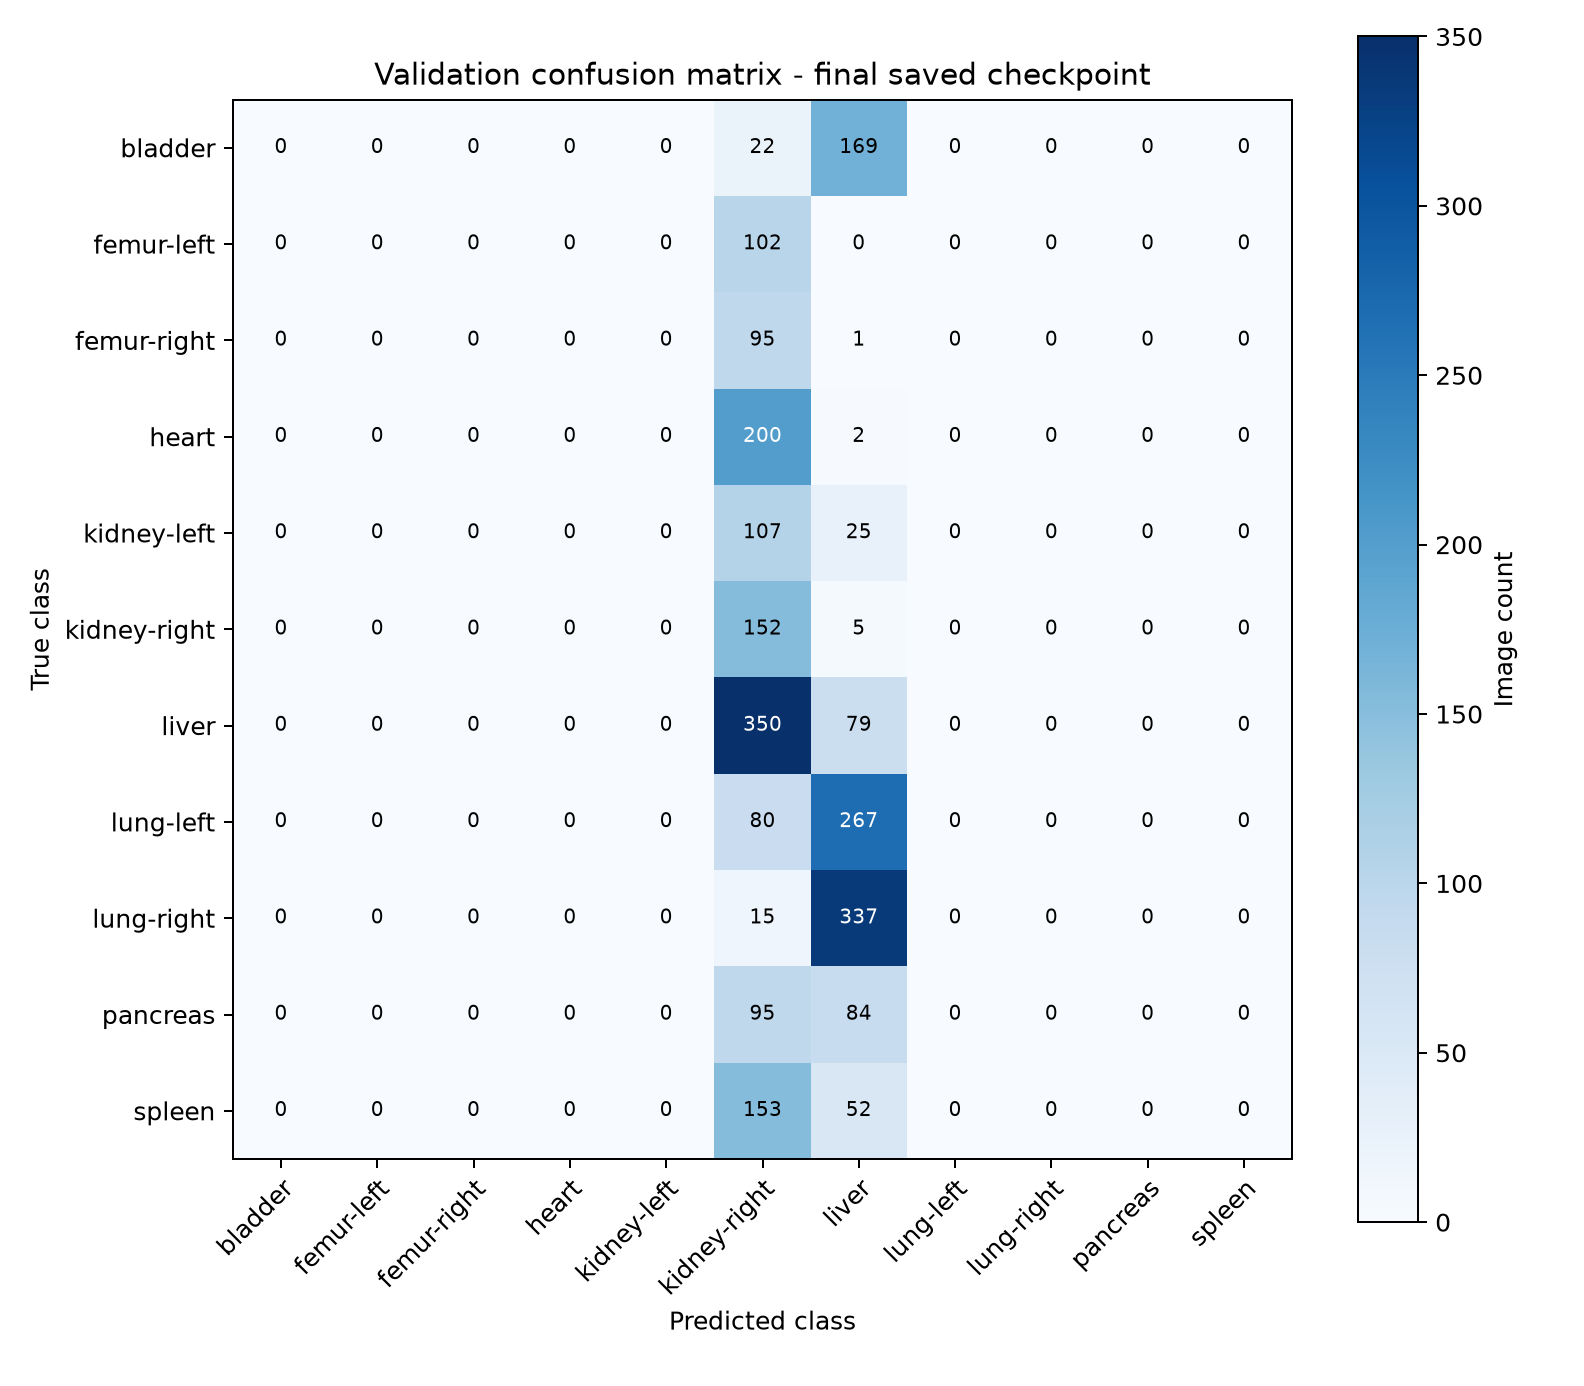 Validation confusion matrix - final saved checkpoint
bladder 0 0 0 0 0 22 169 0 0 0 0
femur-left 0 0 0 0 0 102 0 0 0 0 0
femur-right 0 0 0 0 0 95 1 0 0 0 0
heart 0 0 0 0 0 200 2 0 0 0 0
kidney-left 0 0 0 0 0 107 25 0 0 0 0
kidney-right 0 0 0 0 0 152 5 0 0 0 0
liver 0 0 0 0 0 350 79 0 0 0 0
lung-left 0 0 0 0 0 80 267 0 0 0 0
lung-right 0 0 0 0 0 15 337 0 0 0 0
pancreas 0 0 0 0 0 95 84 0 0 0 0
spleen 0 0 0 0 0 153 52 0 0 0 0
bladder femur-left femur-right heart kidney-left kidney-right liver lung-left lung-right pancreas spleen
Predicted class
True class
350
300
250
200
150
100
50
0
Image count